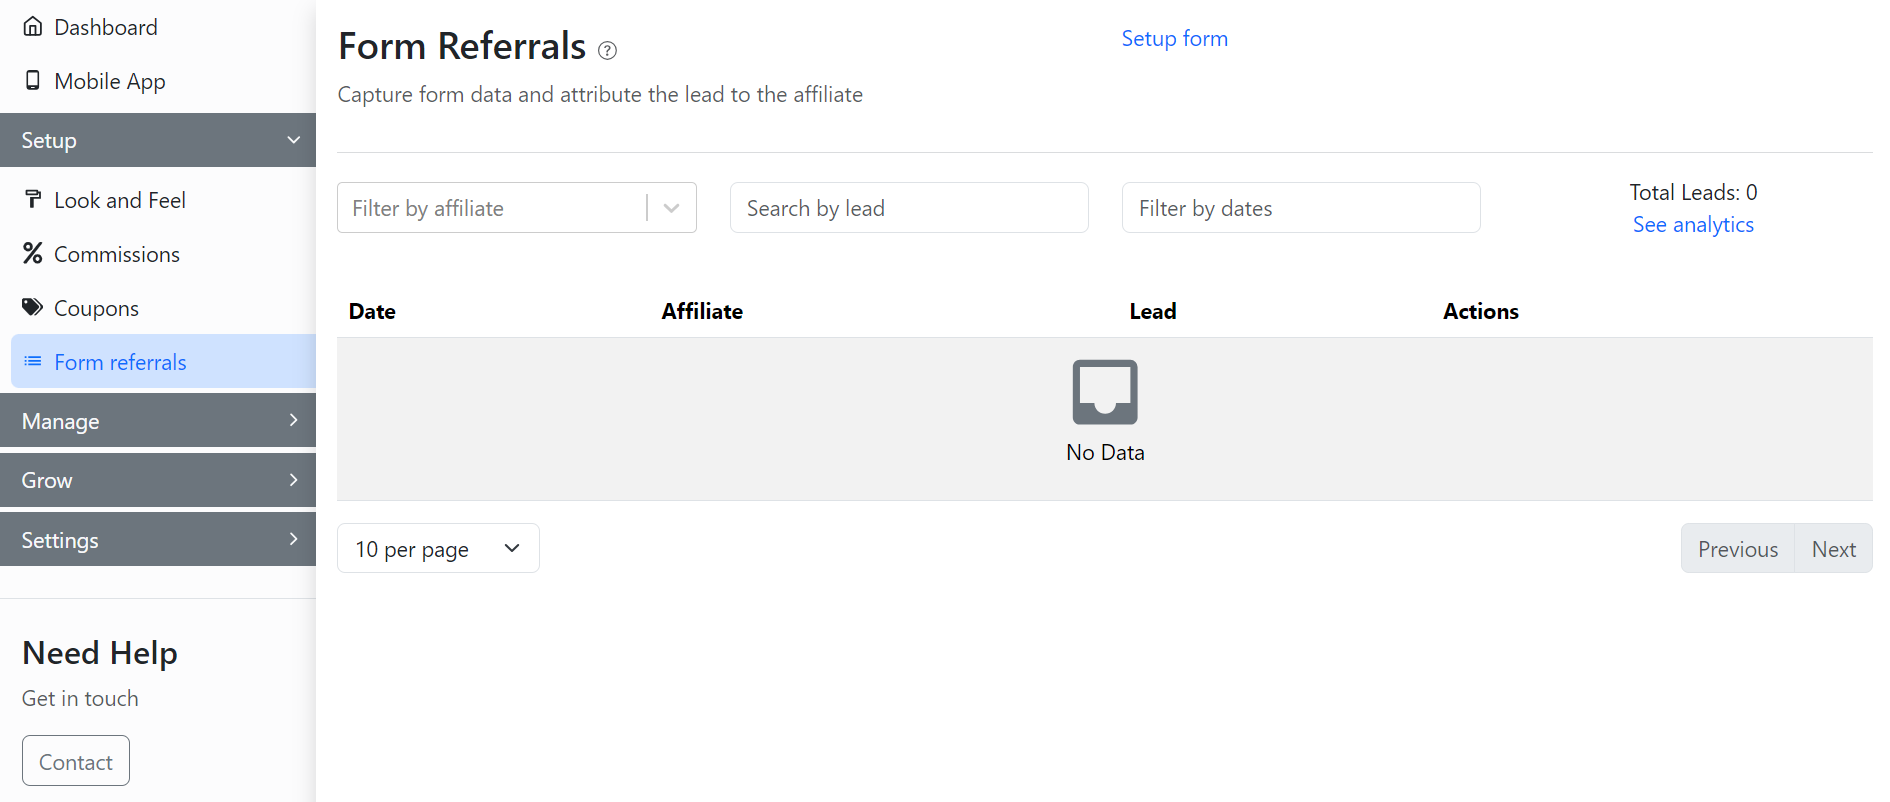 Dashboard
Mobile App
Setup
Look and Feel
Commissions
Coupons
Form referrals
Manage
Grow
Settings
Need Help
Get in touch
Contact
Form Referrals
Setup form
Capture form data and attribute the lead to the affiliate
Filter by affiliate
Search by lead
Filter by dates
Total Leads: 0
See analytics
Date Affiliate Lead Actions
No Data
10 per page
Previous Next